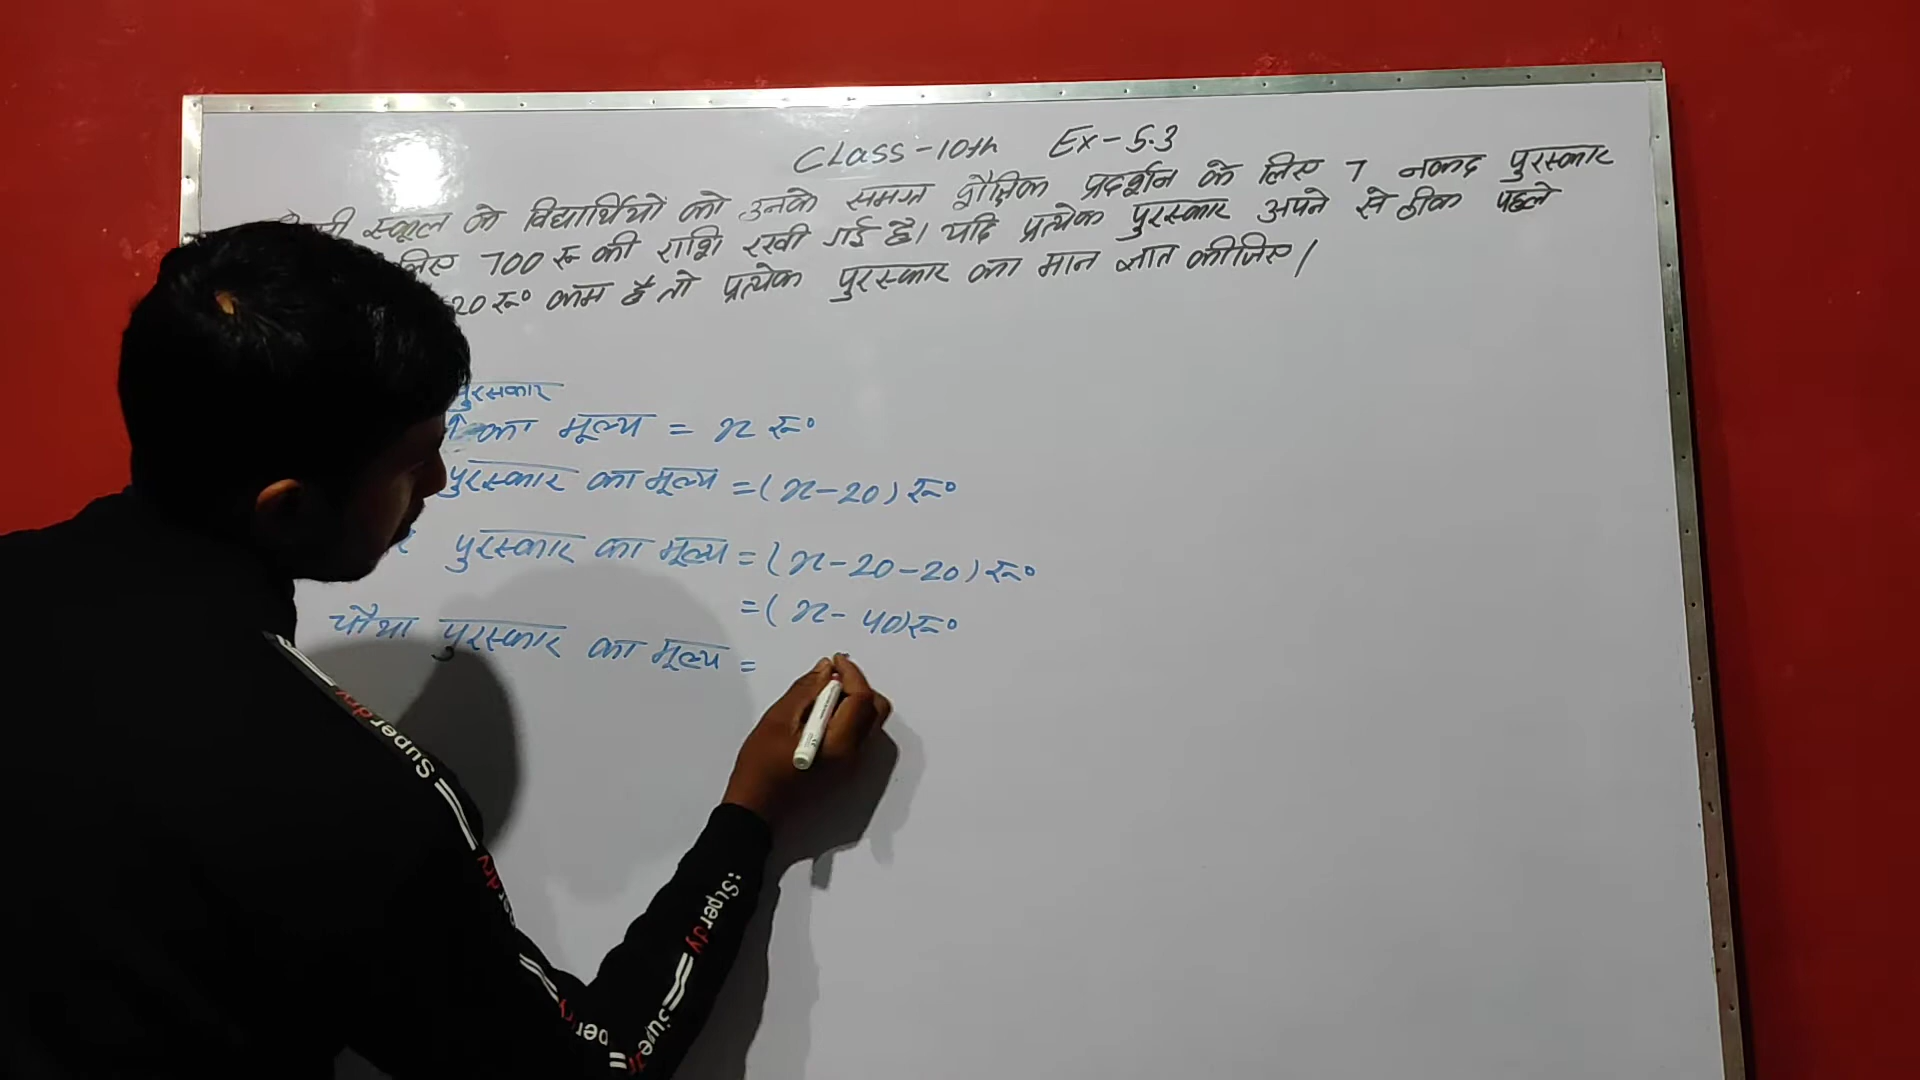 Class-10th Ex-5.3
स्कूल के विद्यार्थियों को उनके समग्र शैक्षिक प्रदर्शन के लिए 7 नकद पुरस्कार
लिए 700 रू की राशि रखी गई है। यदि प्रत्येक पुरस्कार अपने से ठीक पहले
20 रू० कम है तो प्रत्येक पुरस्कार का मान ज्ञात कीजिए।
पुरसकार
का मूल्य = x रू०
पुरस्कार का मूल्य = (x-20) रू०
पुरस्कार का मूल्य = (x-20-20) रू०
= (x-40) रू०
चौथा पुरस्कार का मूल्य =
Superdry
Superdry